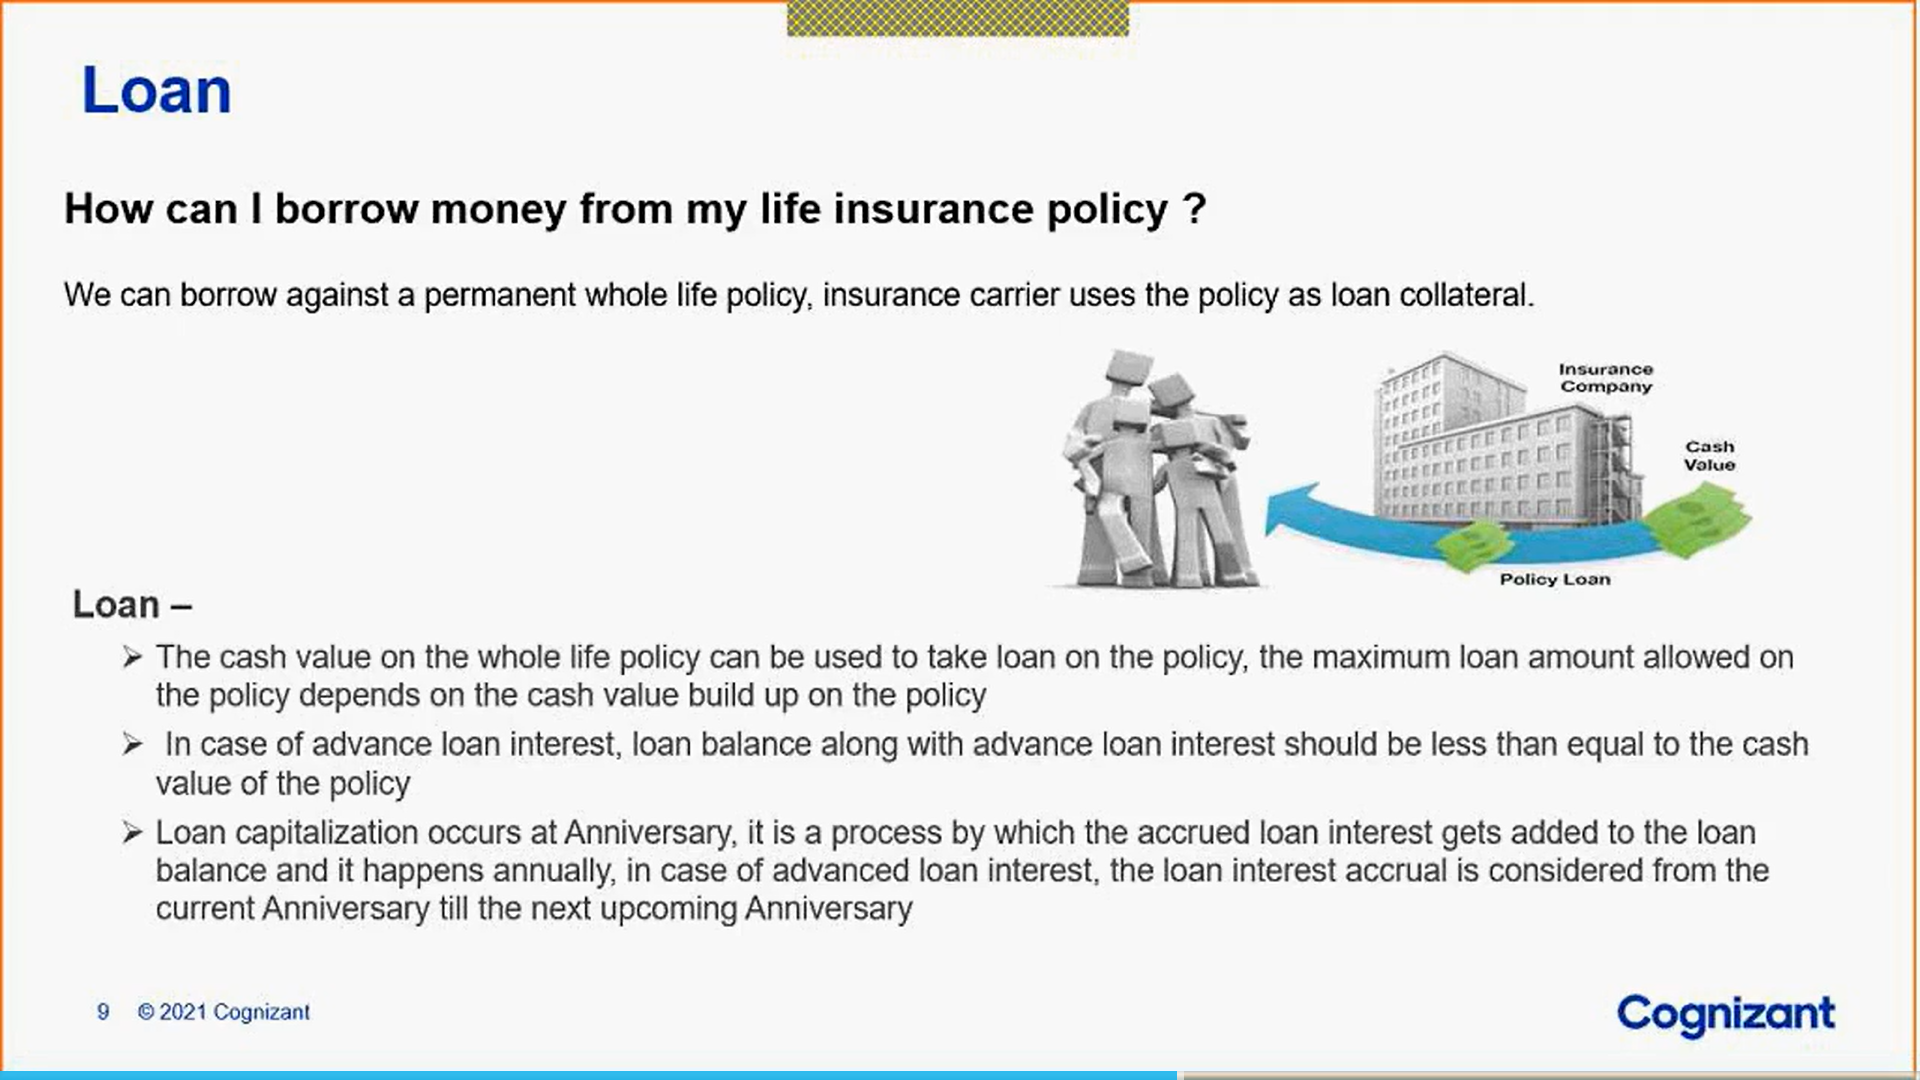 Loan
How can I borrow money from my life insurance policy ?
We can borrow against a permanent whole life policy, insurance carrier uses the policy as loan collateral.
Insurance
Company
Cash
Value
Policy Loan
Loan –
➢ The cash value on the whole life policy can be used to take loan on the policy, the maximum loan amount allowed on
the policy depends on the cash value build up on the policy
➢ In case of advance loan interest, loan balance along with advance loan interest should be less than equal to the cash
value of the policy
➢ Loan capitalization occurs at Anniversary, it is a process by which the accrued loan interest gets added to the loan
balance and it happens annually, in case of advanced loan interest, the loan interest accrual is considered from the
current Anniversary till the next upcoming Anniversary
9 © 2021 Cognizant
Cognizant